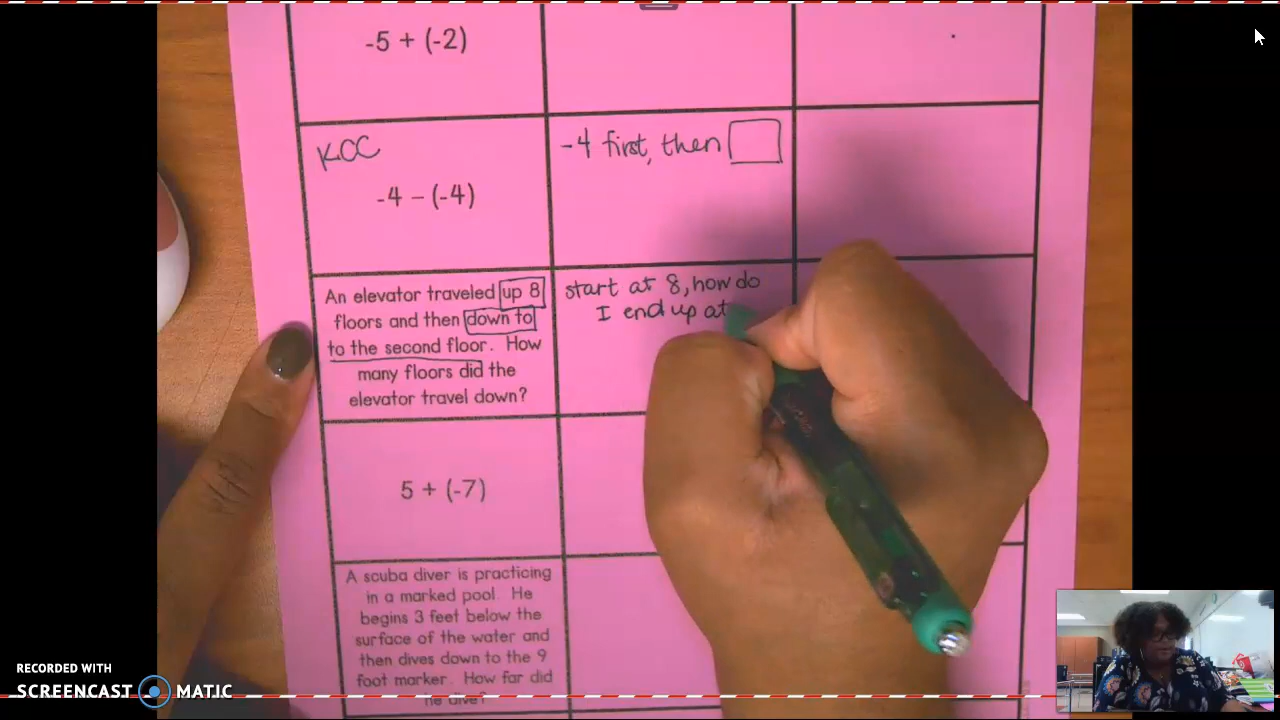 -5 + (-2)
KCC
-4 first, then
-4 – (-4)
An elevator traveled up 8
floors and then down to
to the second floor. How
many floors did the
elevator travel down?
start at 8, how do
I end up at
5 + (-7)
A scuba diver is practicing
in a marked pool. He
begins 3 feet below the
surface of the water and
then dives down to the 9
foot marker. How far did
he dive?
RECORDED WITH
SCREENCAST MATIC